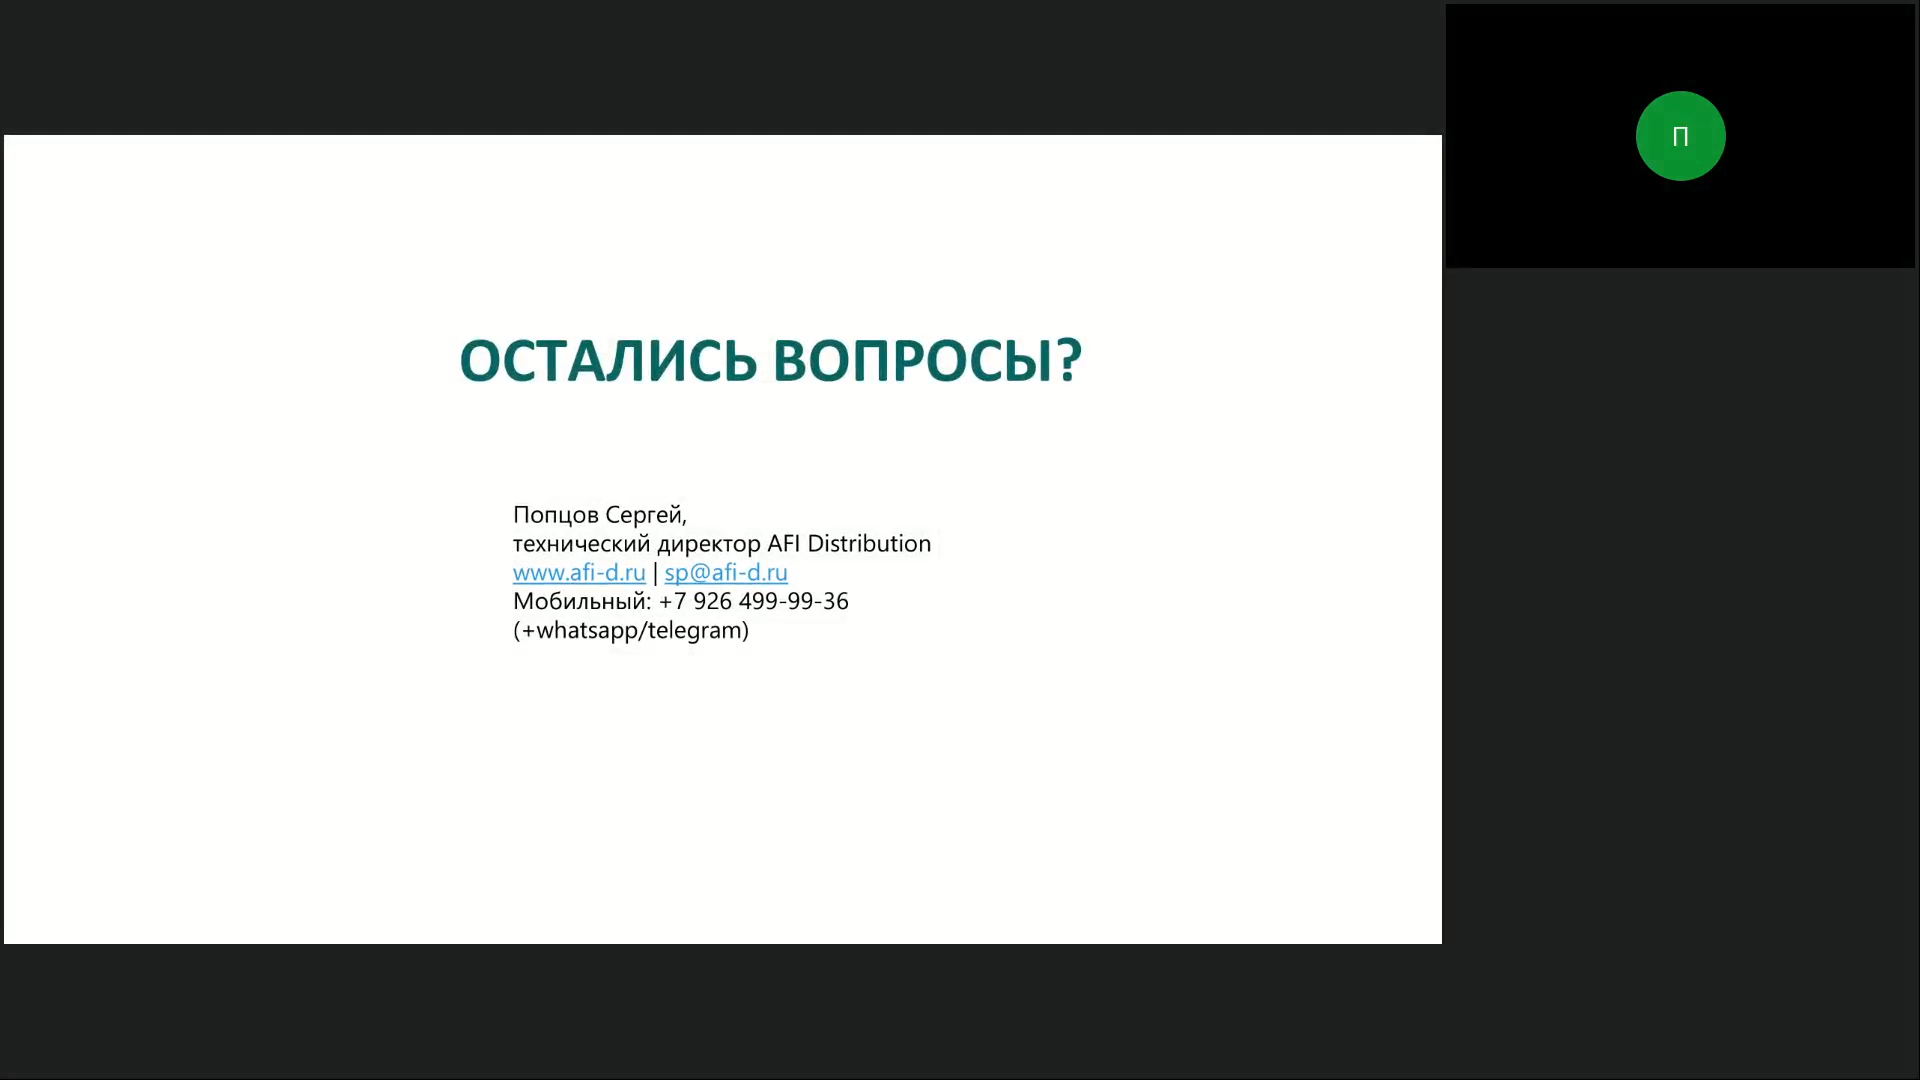 ОСТАЛИСЬ ВОПРОСЫ?
Попцов Сергей,
технический директор AFI Distribution
www.afi-d.ru | sp@afi-d.ru
Мобильный: +7 926 499-99-36
(+whatsapp/telegram)
П